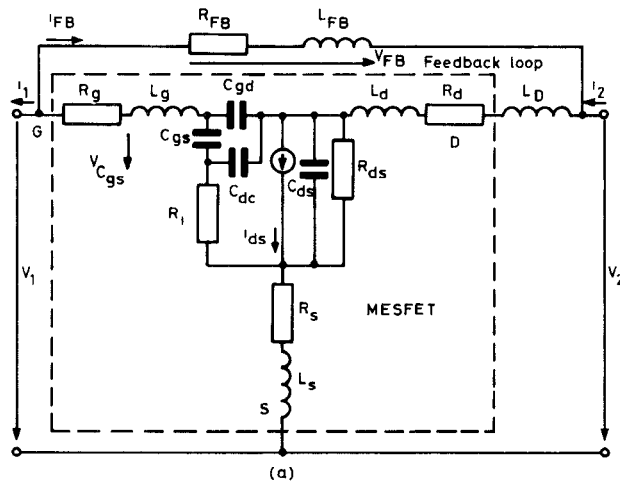 I_FB R_FB L_FB
V_FB Feedback loop
I_1 R_g L_g C_gd L_d R_d L_D I_2
G C_gs D
V_Cgs C_dc C_ds R_ds
R_i I_ds
V_1 V_2
R_s MESFET
L_s
S
(a)